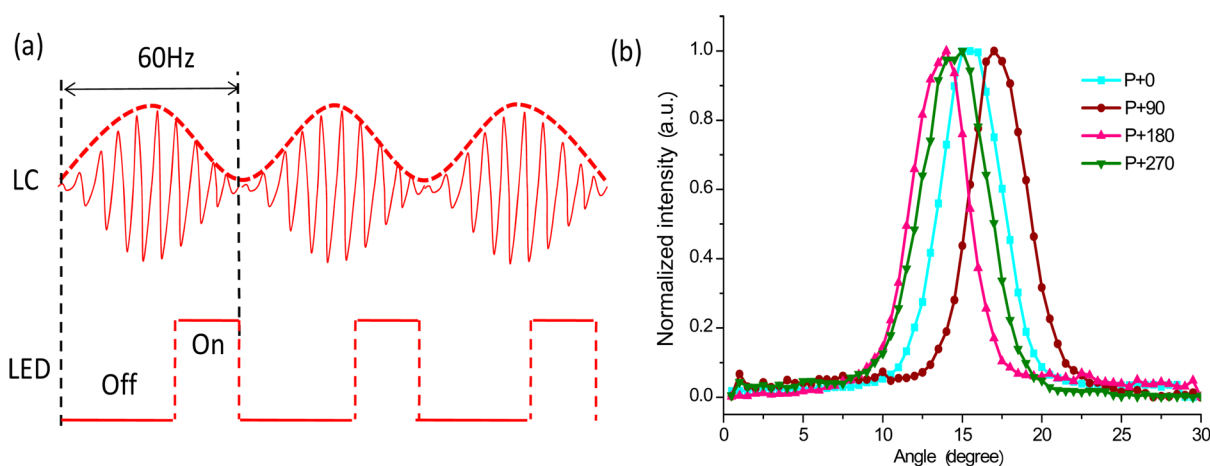 (a)
60Hz
LC
LED
Off
On
(b)
Normalized intensity (a.u.)
1.0
0.8
0.6
0.4
0.2
0.0
0
5
10
15
20
25
30
Angle (degree)
P+0
P+90
P+180
P+270